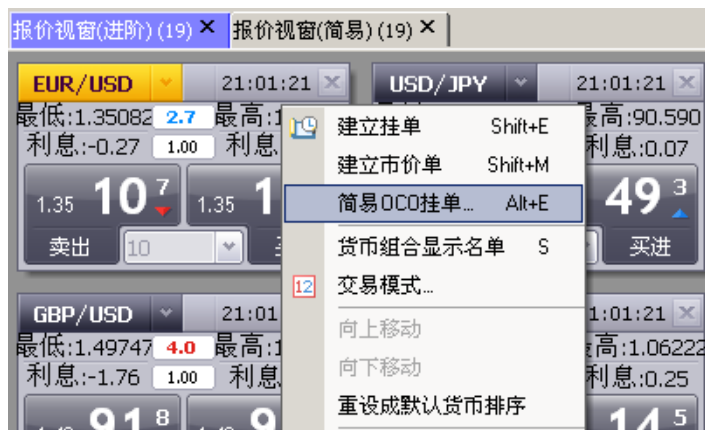 报价视窗(进阶) (19) × 报价视窗(简易) (19) ×
EUR/USD 21:01:21 USD/JPY 21:01:21
最低:1.35082 2.7 最高:1 最高:90.590
利息:-0.27 1.00 利息 利息:0.07
1.35 10 7 1.35 1 49 3
卖出 10 买进
建立挂单 Shift+E
建立市价单 Shift+M
简易OCO挂单... Alt+E
货币组合显示名单 S
12 交易模式...
向上移动
向下移动
重设成默认货币排序
GBP/USD 21:01 1:01:21
最低:1.49747 4.0 最高:1 最高:1.06222
利息:-1.76 1.00 利息 利息:0.25
91 8 9 14 5